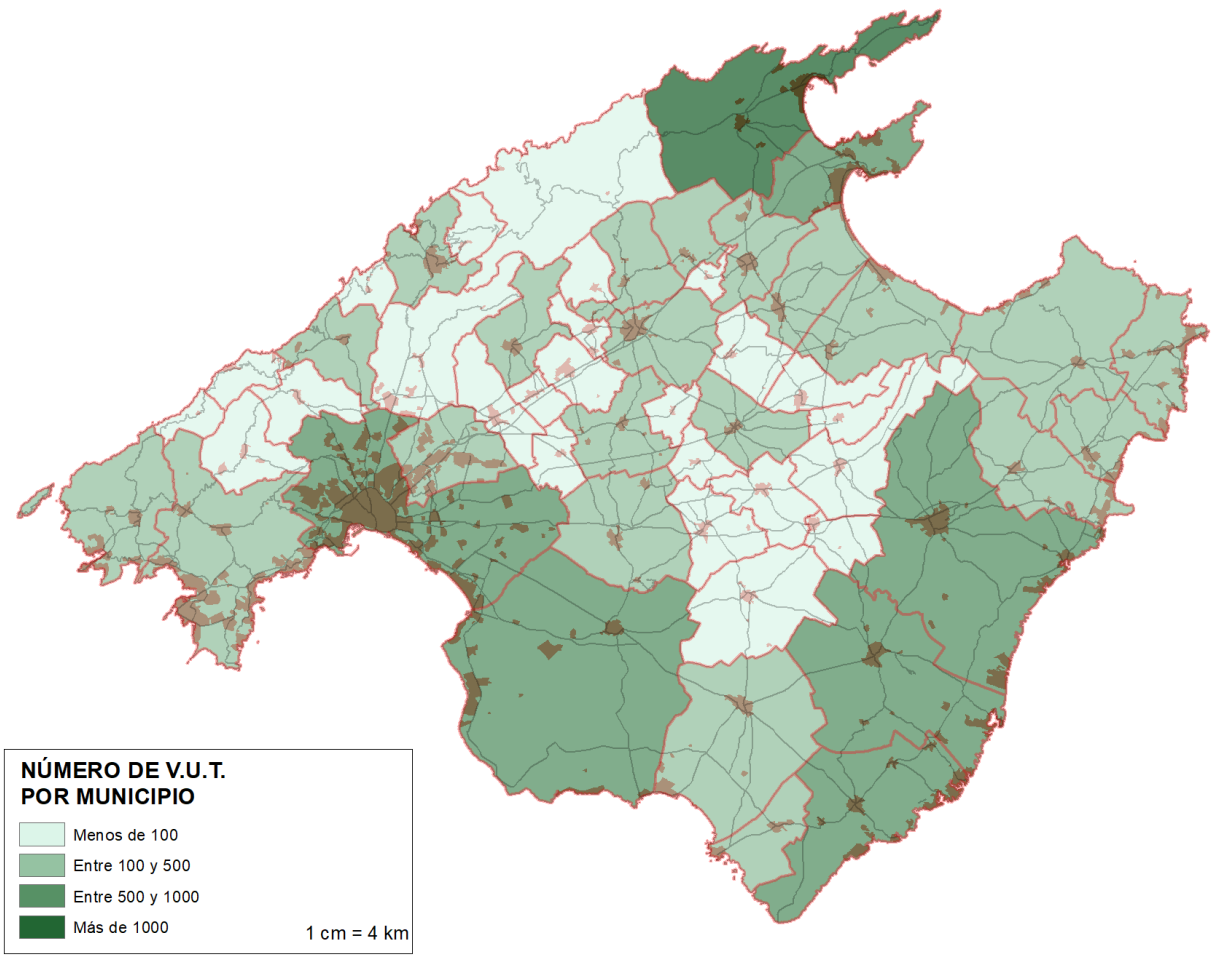 NÚMERO DE V.U.T.
POR MUNICIPIO
Menos de 100
Entre 100 y 500
Entre 500 y 1000
Más de 1000
1 cm = 4 km